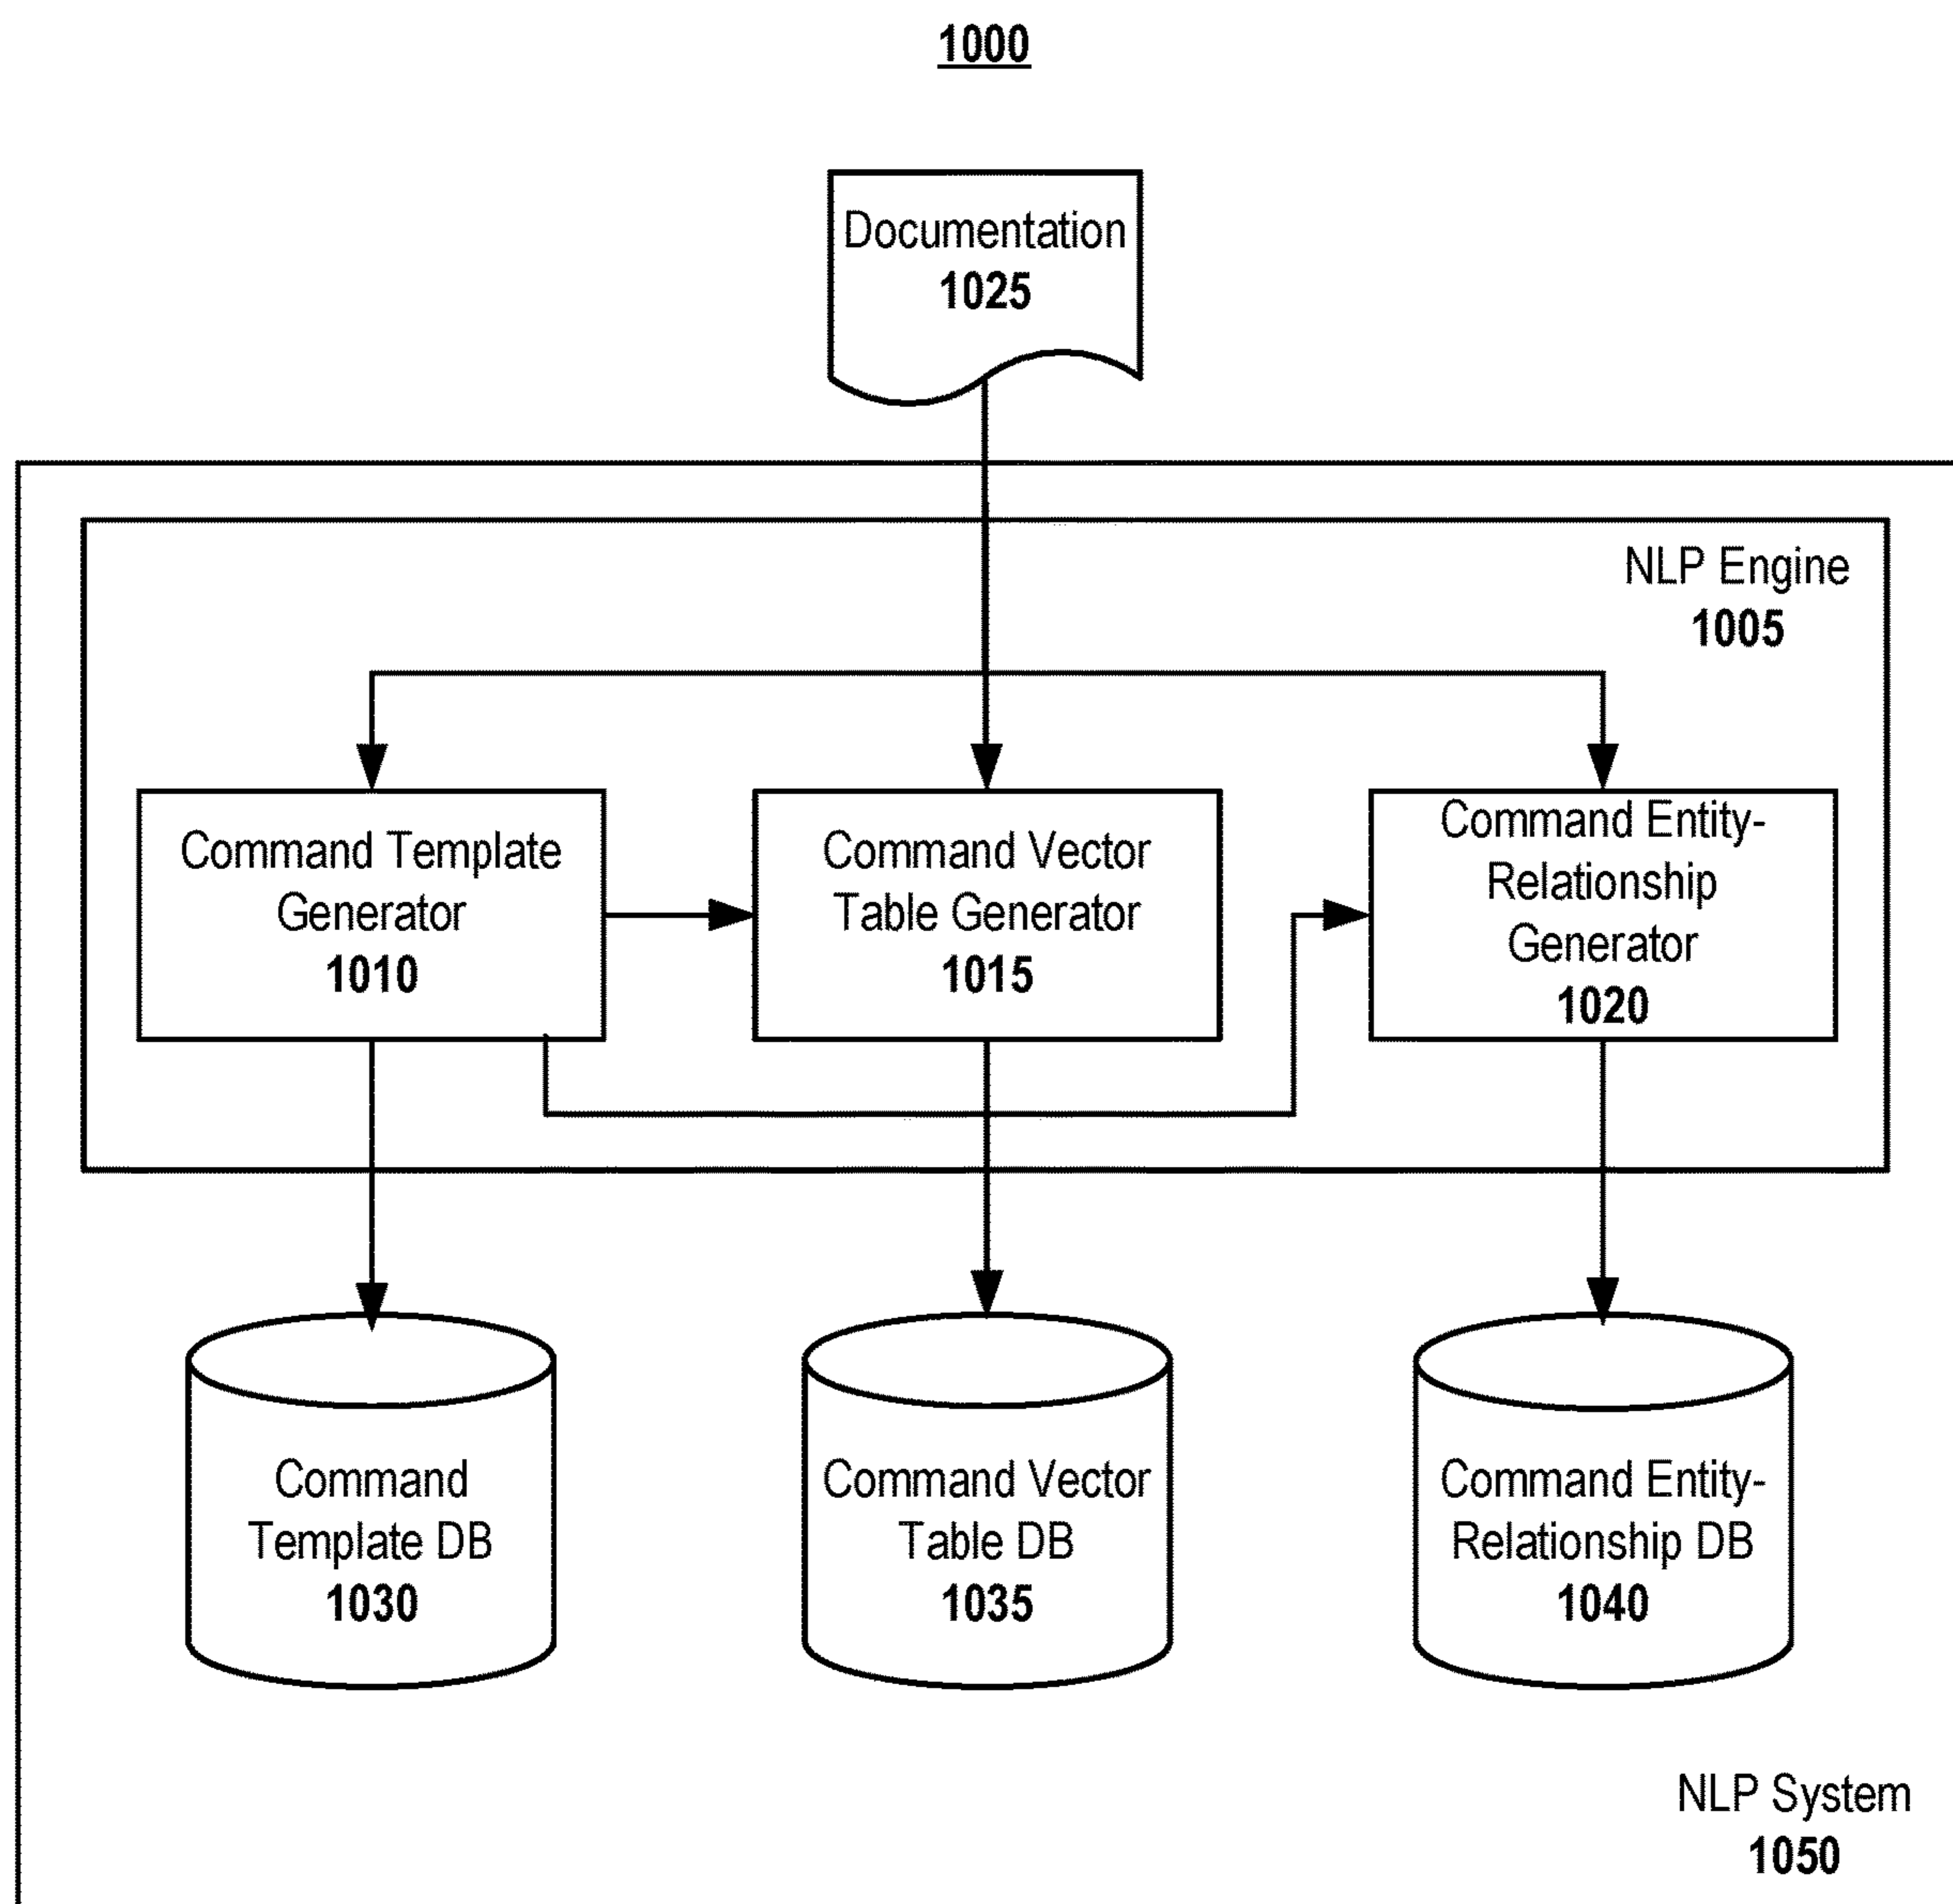 1000
Documentation
1025
NLP Engine
1005
Command Template
Generator
1010
Command Vector
Table Generator
1015
Command Entity-
Relationship
Generator
1020
Command
Template DB
1030
Command Vector
Table DB
1035
Command Entity-
Relationship DB
1040
NLP System
1050